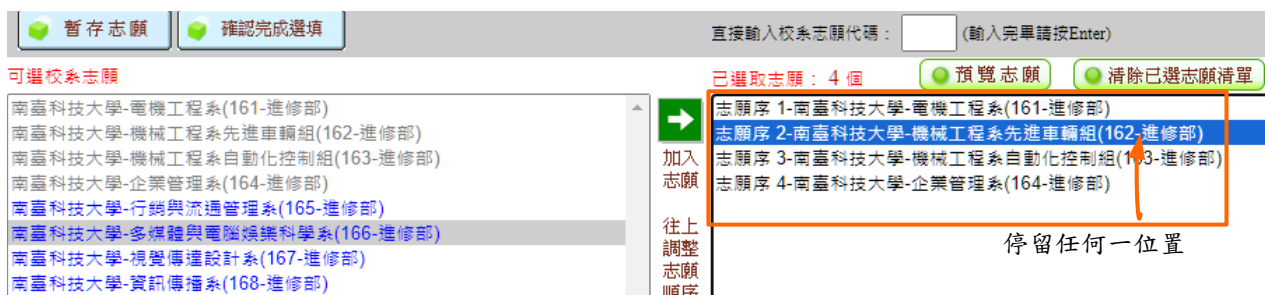 暫存志願
確認完成選填
直接輸入校系志願代碼：
(輸入完畢請按Enter)
可選校系志願
已選取志願：4 個
預覽志願
清除已選志願清單
南臺科技大學-電機工程系(161-進修部)
南臺科技大學-機械工程系先進車輛組(162-進修部)
南臺科技大學-機械工程系自動化控制組(163-進修部)
南臺科技大學-企業管理系(164-進修部)
南臺科技大學-行銷與流通管理系(165-進修部)
南臺科技大學-多媒體與電腦娛樂科學系(166-進修部)
南臺科技大學-視覺傳達設計系(167-進修部)
南臺科技大學-資訊傳播系(168-進修部)
加入
志願
往上
調整
志願
順序
志願序 1-南臺科技大學-電機工程系(161-進修部)
志願序 2-南臺科技大學-機械工程系先進車輛組(162-進修部)
志願序 3-南臺科技大學-機械工程系自動化控制組(163-進修部)
志願序 4-南臺科技大學-企業管理系(164-進修部)
停留任何一位置